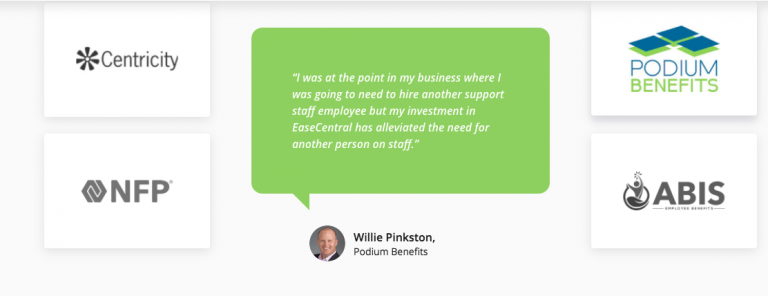 Centricity
NFP
“I was at the point in my business where I
was going to need to hire another support
staff employee but my investment in
EaseCentral has alleviated the need for
another person on staff.”
Willie Pinkston,
Podium Benefits
PODIUM
BENEFITS
ABIS
EMPLOYEE BENEFITS